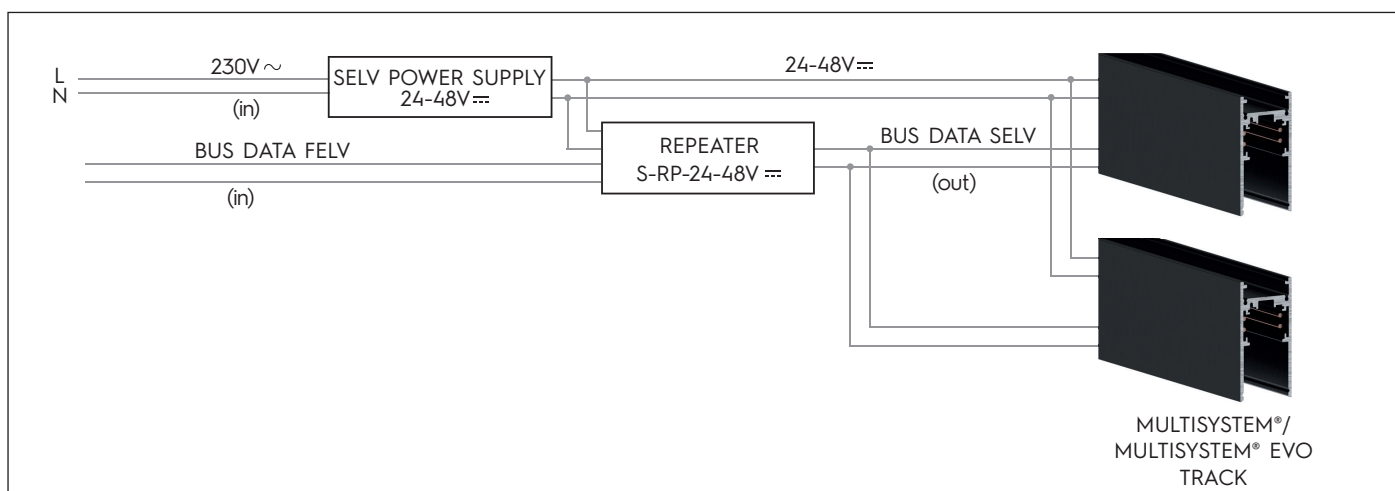 L
N
230V ~
(in)
SELV POWER SUPPLY
24-48V ⎓
24-48V ⎓
BUS DATA FELV
(in)
REPEATER
S-RP-24-48V ⎓
BUS DATA SELV
(out)
MULTISYSTEM®/
MULTISYSTEM® EVO
TRACK